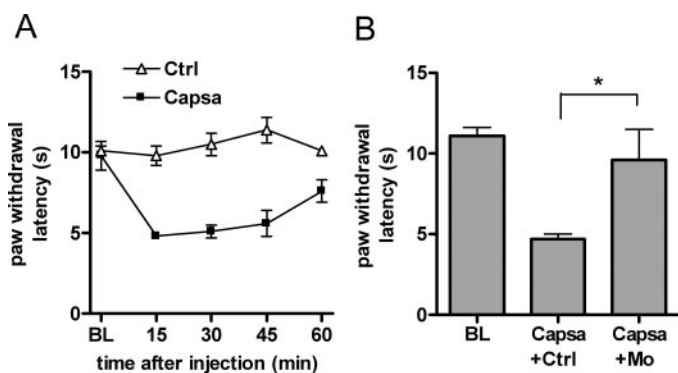 A
Ctrl
Capsa
paw withdrawal
latency (s)
15
10
5
0
BL 15 30 45 60
time after injection (min)
B
*
paw withdrawal
latency (s)
15
10
5
0
BL Capsa Capsa
+Ctrl +Mo